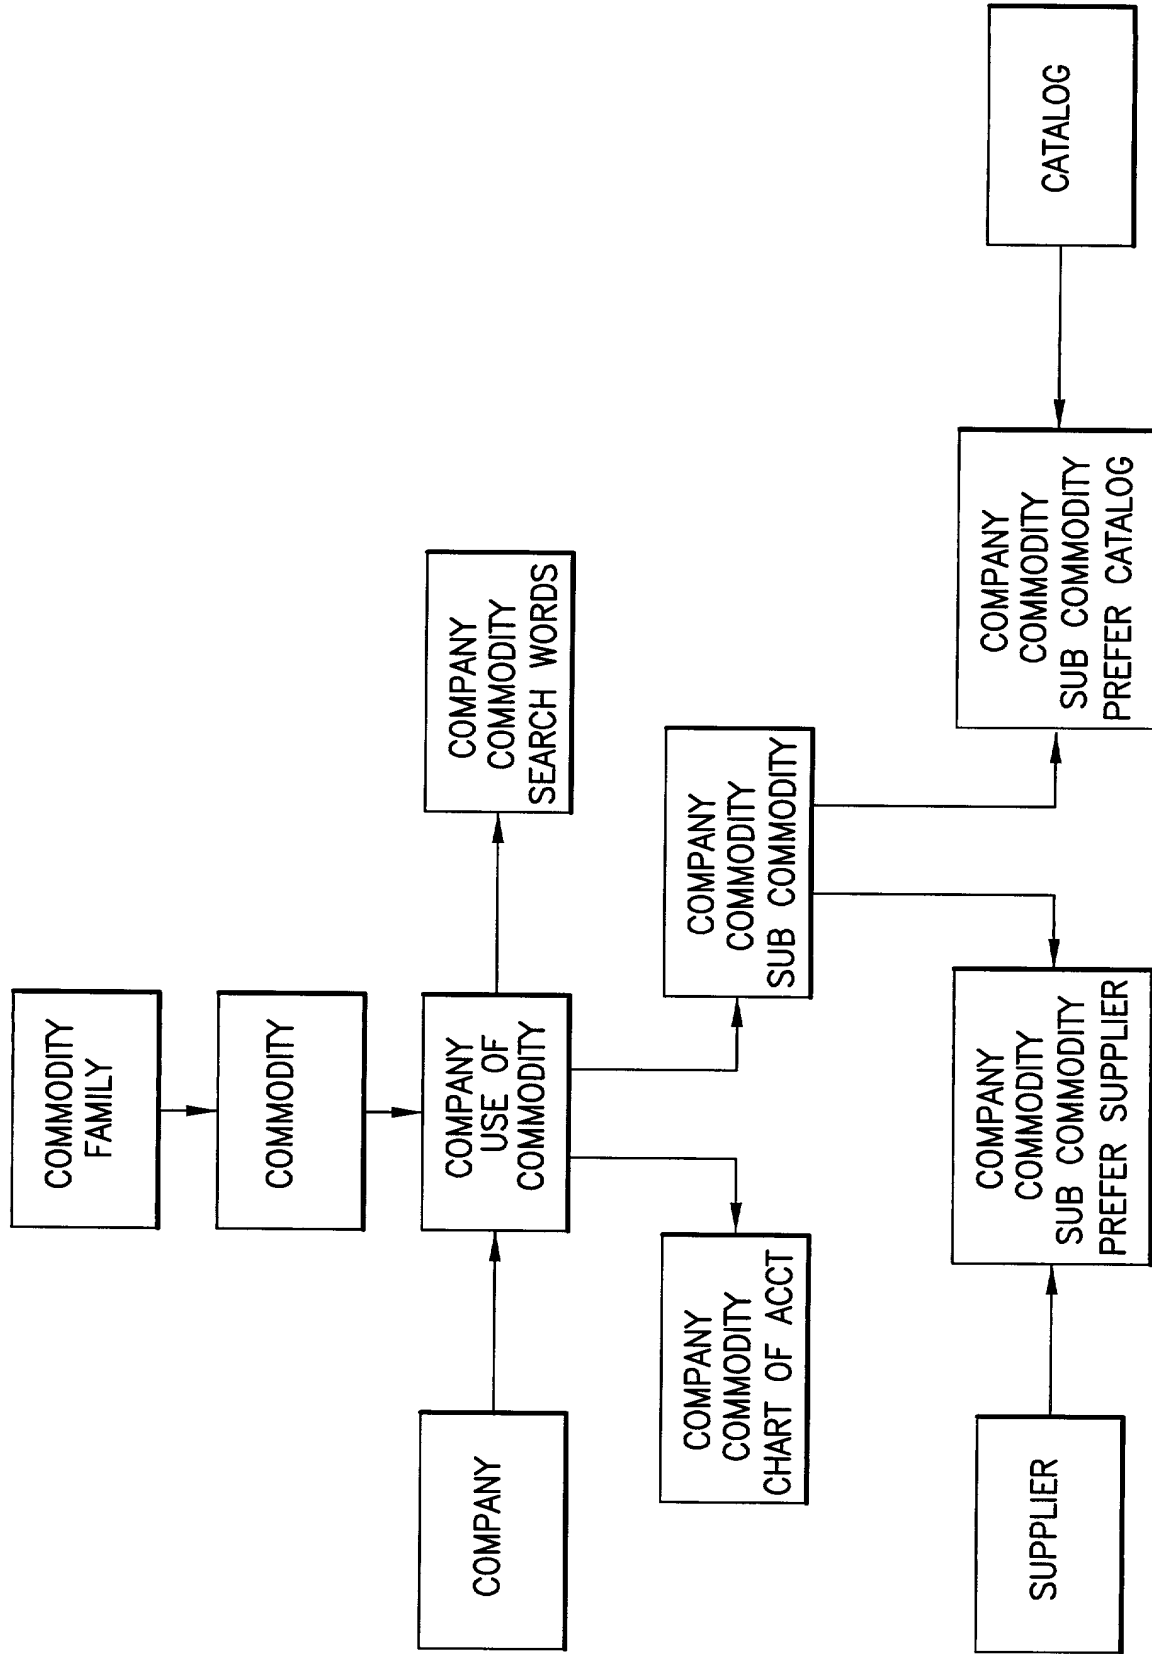 COMMODITY
FAMILY
COMMODITY
COMPANY
COMPANY
USE OF
COMMODITY
COMPANY
COMMODITY
SEARCH WORDS
COMPANY
COMMODITY
CHART OF ACCT
COMPANY
COMMODITY
SUB COMMODITY
SUPPLIER
COMPANY
COMMODITY
SUB COMMODITY
PREFER SUPPLIER
COMPANY
COMMODITY
SUB COMMODITY
PREFER CATALOG
CATALOG